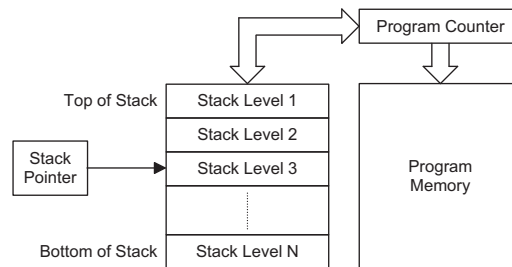 Program Counter
Top of Stack
Stack Level 1
Stack Level 2
Stack
Pointer
Stack Level 3
Program
Memory
Bottom of Stack
Stack Level N